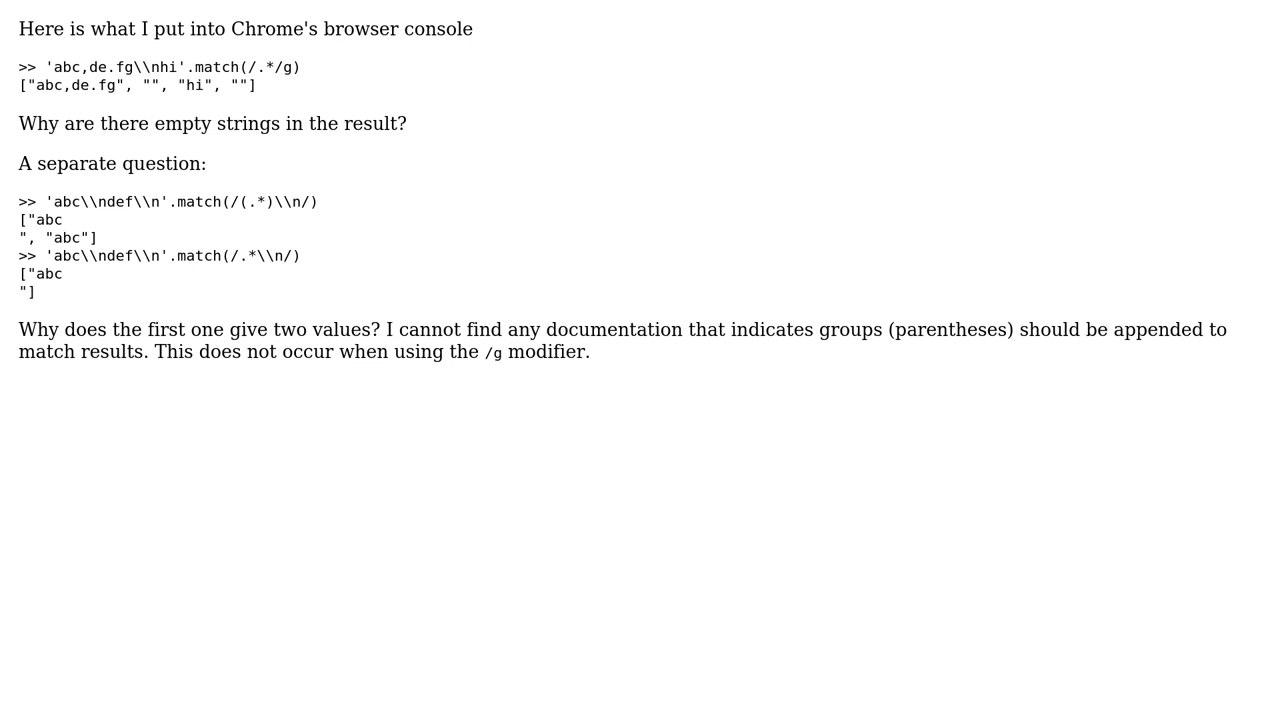 Here is what I put into Chrome's browser console
>> 'abc,de.fg\\nhi'.match(/.*/g)
["abc,de.fg", "", "hi", ""]
Why are there empty strings in the result?
A separate question:
>> 'abc\\ndef\\n'.match(/(.*)\\n/)
["abc
", "abc"]
>> 'abc\\ndef\\n'.match(/.*\\n/)
["abc
"]
Why does the first one give two values? I cannot find any documentation that indicates groups (parentheses) should be appended to
match results. This does not occur when using the /g modifier.